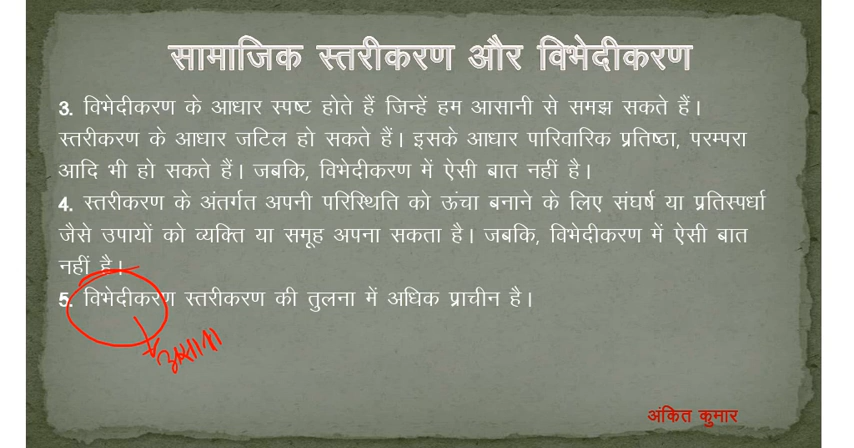 सामाजिक स्तरीकरण और विभेदीकरण
3. विभेदीकरण के आधार स्पष्ट होते हैं जिन्हें हम आसानी से समझ सकते हैं।
स्तरीकरण के आधार जटिल हो सकते हैं। इसके आधार पारिवारिक प्रतिष्ठा, परम्परा
आदि भी हो सकते हैं। जबकि, विभेदीकरण में ऐसी बात नहीं है।
4. स्तरीकरण के अंतर्गत अपनी परिस्थिति को ऊंचा बनाने के लिए संघर्ष या प्रतिस्पर्धा
जैसे उपायों को व्यक्ति या समूह अपना सकता है। जबकि, विभेदीकरण में ऐसी बात
नहीं है।
5. विभेदीकरण स्तरीकरण की तुलना में अधिक प्राचीन है।
अंकित कुमार